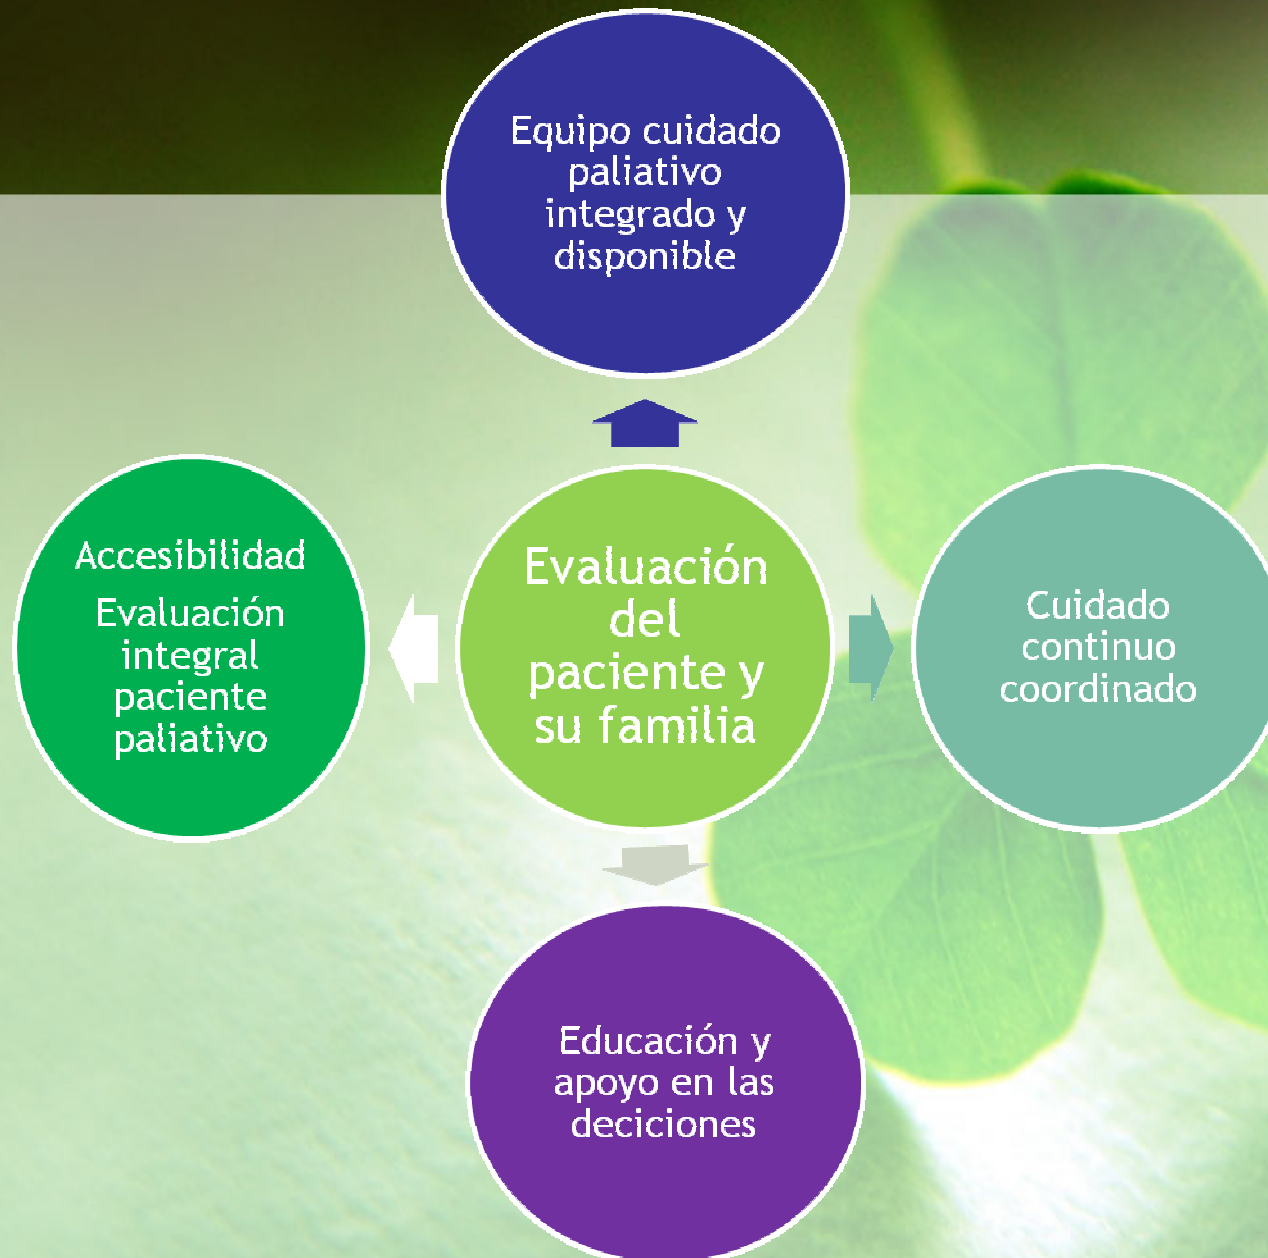 Equipo cuidado
paliativo
integrado y
disponible
Accesibilidad
Evaluación
integral
paciente
paliativo
Evaluación
del
paciente y
su familia
Cuidado
continuo
coordinado
Educación y
apoyo en las
deciciones